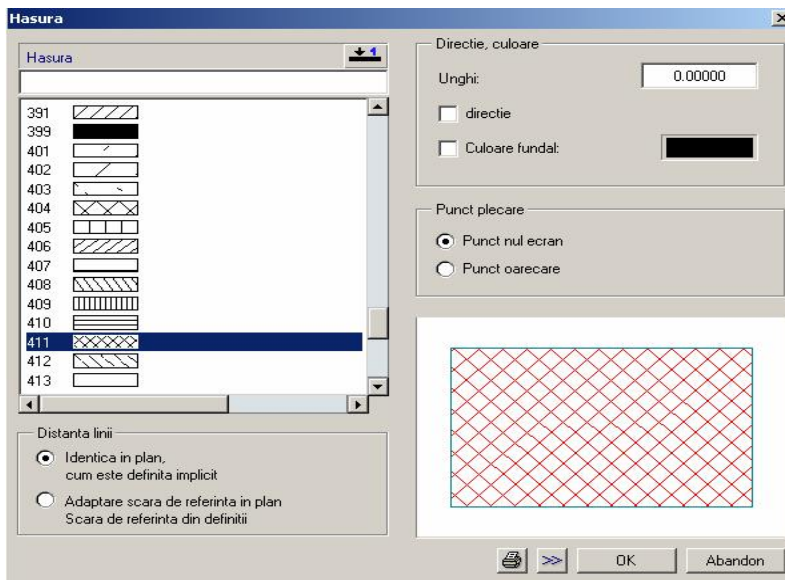 Hasura
Hasura
1
391
399
401
402
403
404
405
406
407
408
409
410
411
412
413
Distanta linii
Identica in plan,
cum este definita implicit
Adaptare scara de referinta in plan
Scara de referinta din definitii
Directie, culoare
Unghi: 0.00000
directie
Culoare fundal:
Punct plecare
Punct nul ecran
Punct oarecare
>> OK Abandon